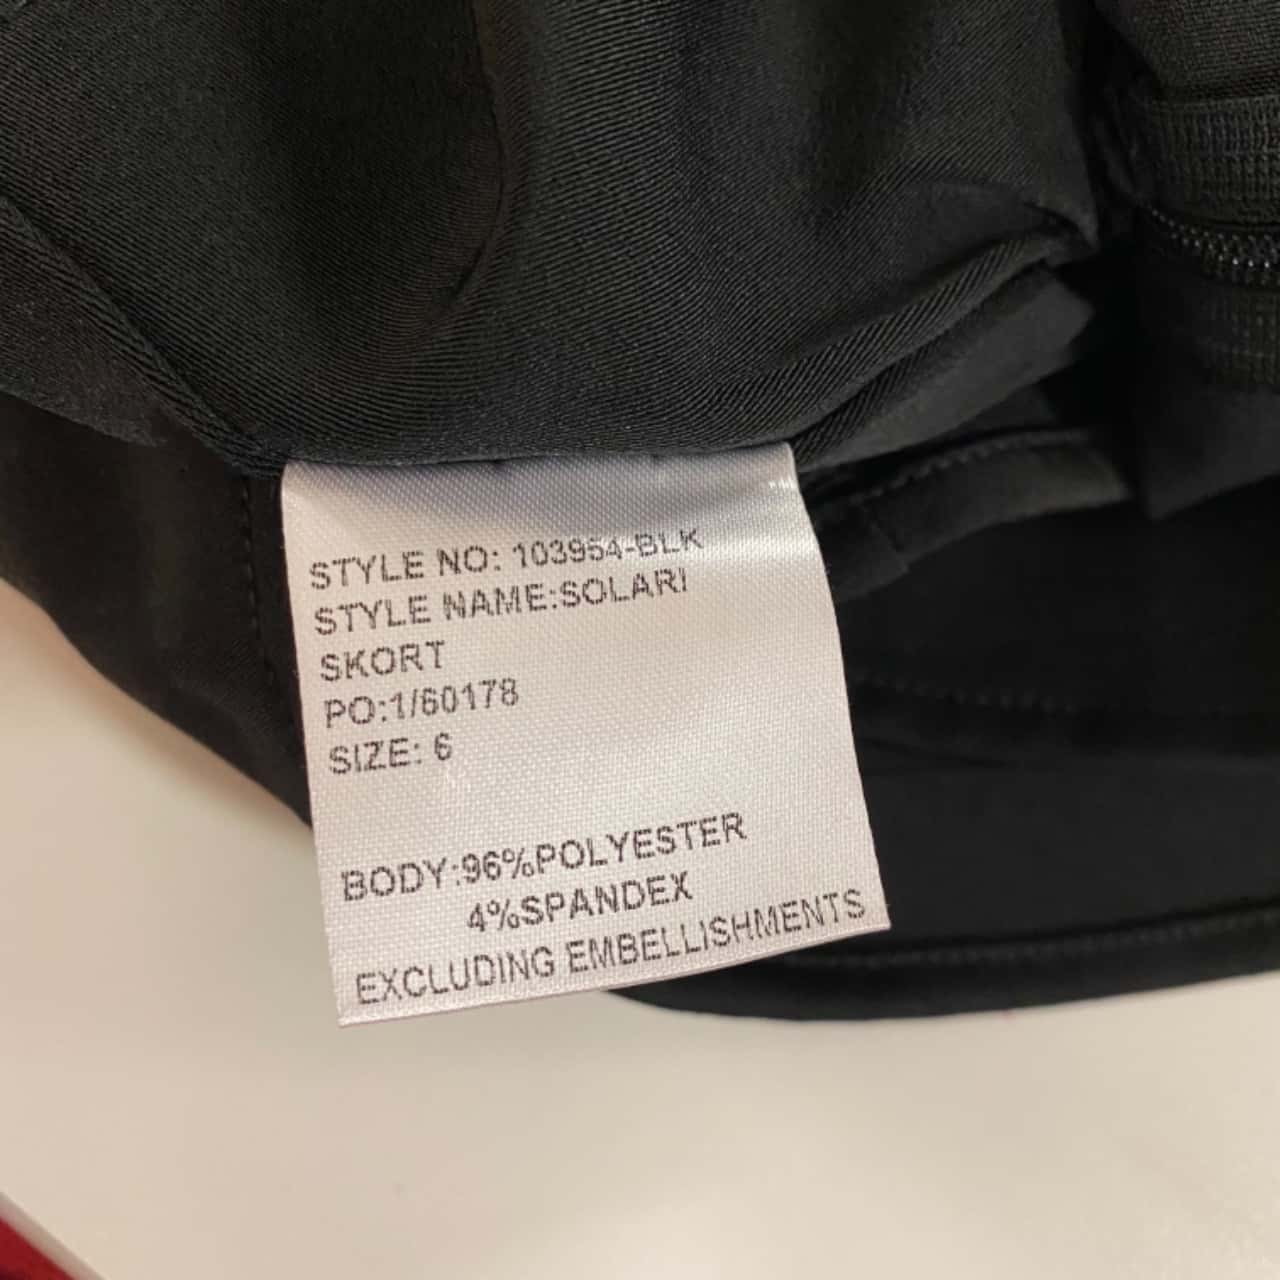 STYLE NO: 103954-BLK
STYLE NAME:SOLARI
SKORT
PO:1/60178
SIZE: 6
BODY:96%POLYESTER
4%SPANDEX
EXCLUDING EMBELLISHMENTS